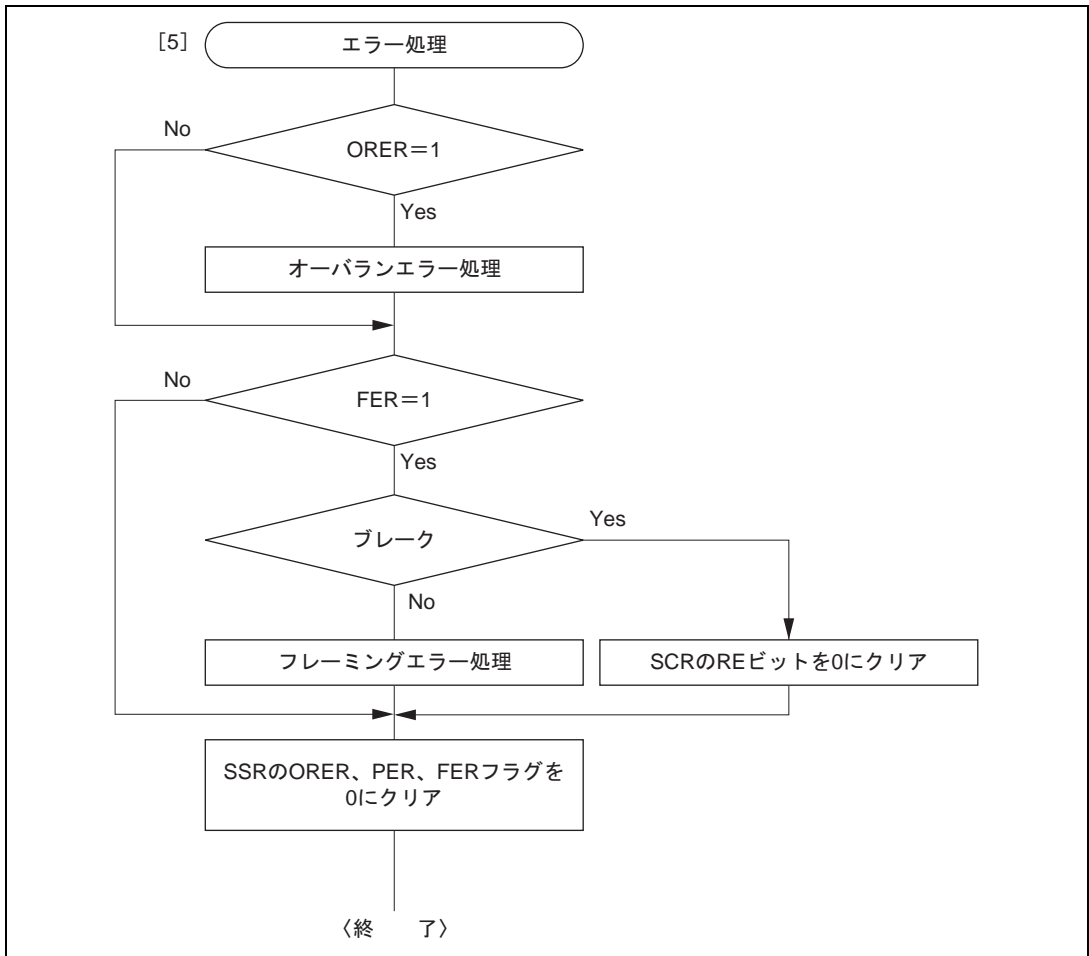 [5]
エラー処理
No
ORER＝1
Yes
オーバランエラー処理
No
FER＝1
Yes
ブレーク
Yes
No
フレーミングエラー処理
SCRのREビットを0にクリア
SSRのORER、PER、FERフラグを
0にクリア
〈終　了〉